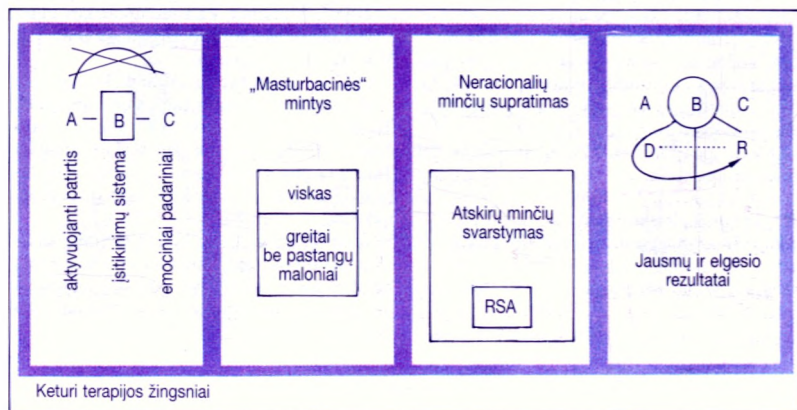 A B C
aktyvuojanti patirtis
įsitikinimų sistema
emociniai padariniai
„Masturbacinės“
mintys
viskas
greitai
be pastangų
maloniai
Neracionalių
minčių supratimas
Atskirų minčių
svarstymas
RSA
A B C
D R
Jausmų ir elgesio
rezultatai
Keturi terapijos žingsniai